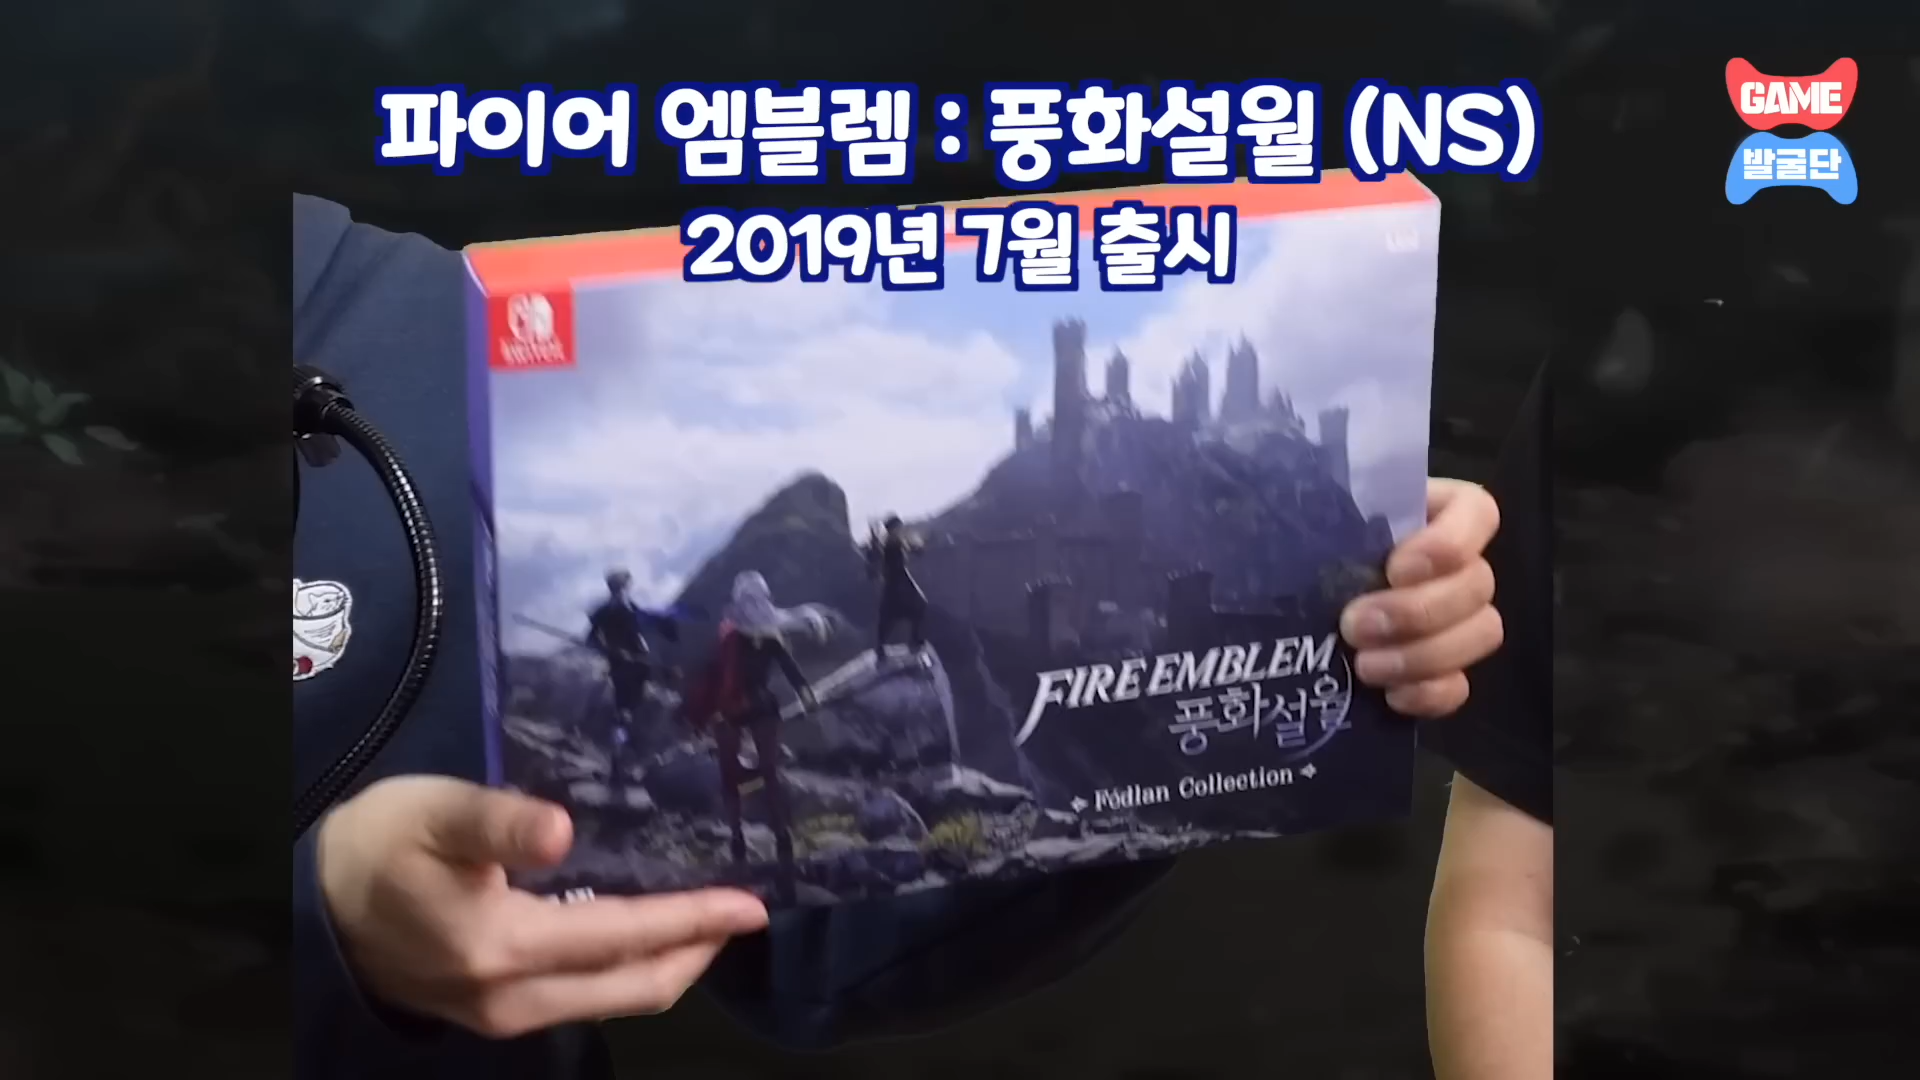 파이어 엠블렘 : 풍화설월 (NS)
2019년 7월 출시
GAME
발굴단
SWITCH
FIRE EMBLEM
풍화설월
Fódlan Collection